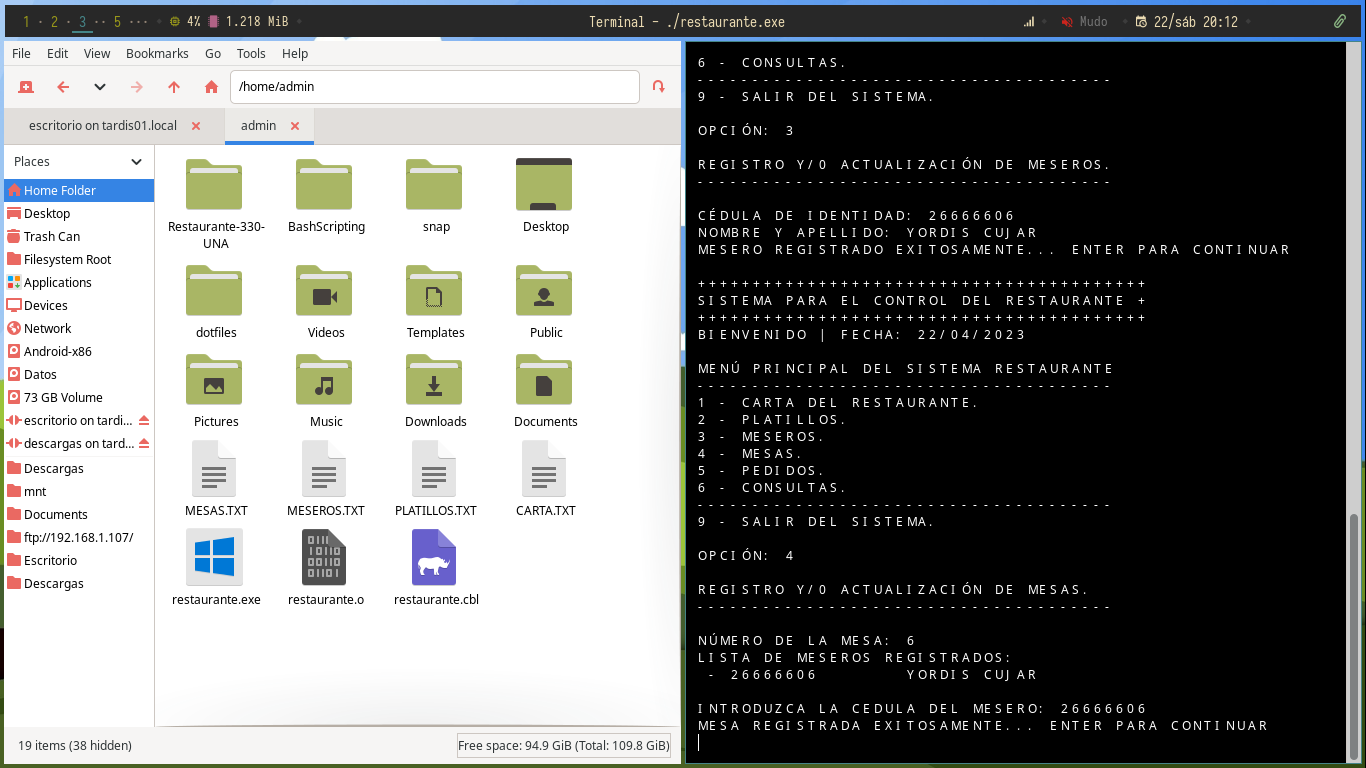 1 · 2 · 3 ·· 5 ···
4%
1.218 MiB
Terminal - ./restaurante.exe
Mudo
22/sáb 20:12
File Edit View Bookmarks Go Tools Help
/home/admin
escritorio on tardis01.local
admin
Places
Home Folder
Desktop
Trash Can
Filesystem Root
Applications
Devices
Network
Android-x86
Datos
73 GB Volume
escritorio on tardi...
descargas on tard...
Descargas
mnt
Documents
ftp://192.168.1.107/
Escritorio
Descargas
Restaurante-330-
UNA
BashScripting
snap
Desktop
dotfiles
Videos
Templates
Public
Pictures
Music
Downloads
Documents
MESAS.TXT
MESEROS.TXT
PLATILLOS.TXT
CARTA.TXT
restaurante.exe
restaurante.o
restaurante.cbl
19 items (38 hidden)
Free space: 94.9 GiB (Total: 109.8 GiB)
6 - CONSULTAS.
--------------------------------------
9 - SALIR DEL SISTEMA.
OPCIÓN: 3
REGISTRO Y/0 ACTUALIZACIÓN DE MESEROS.
--------------------------------------
CÉDULA DE IDENTIDAD: 26666606
NOMBRE Y APELLIDO: YORDIS CUJAR
MESERO REGISTRADO EXITOSAMENTE... ENTER PARA CONTINUAR
+++++++++++++++++++++++++++++++++++++++++
SISTEMA PARA EL CONTROL DEL RESTAURANTE +
+++++++++++++++++++++++++++++++++++++++++
BIENVENIDO | FECHA: 22/04/2023
MENÚ PRINCIPAL DEL SISTEMA RESTAURANTE
--------------------------------------
1 - CARTA DEL RESTAURANTE.
2 - PLATILLOS.
3 - MESEROS.
4 - MESAS.
5 - PEDIDOS.
6 - CONSULTAS.
--------------------------------------
9 - SALIR DEL SISTEMA.
OPCIÓN: 4
REGISTRO Y/0 ACTUALIZACIÓN DE MESAS.
--------------------------------------
NÚMERO DE LA MESA: 6
LISTA DE MESEROS REGISTRADOS:
- 26666606 YORDIS CUJAR
INTRODUZCA LA CEDULA DEL MESERO: 26666606
MESA REGISTRADA EXITOSAMENTE... ENTER PARA CONTINUAR